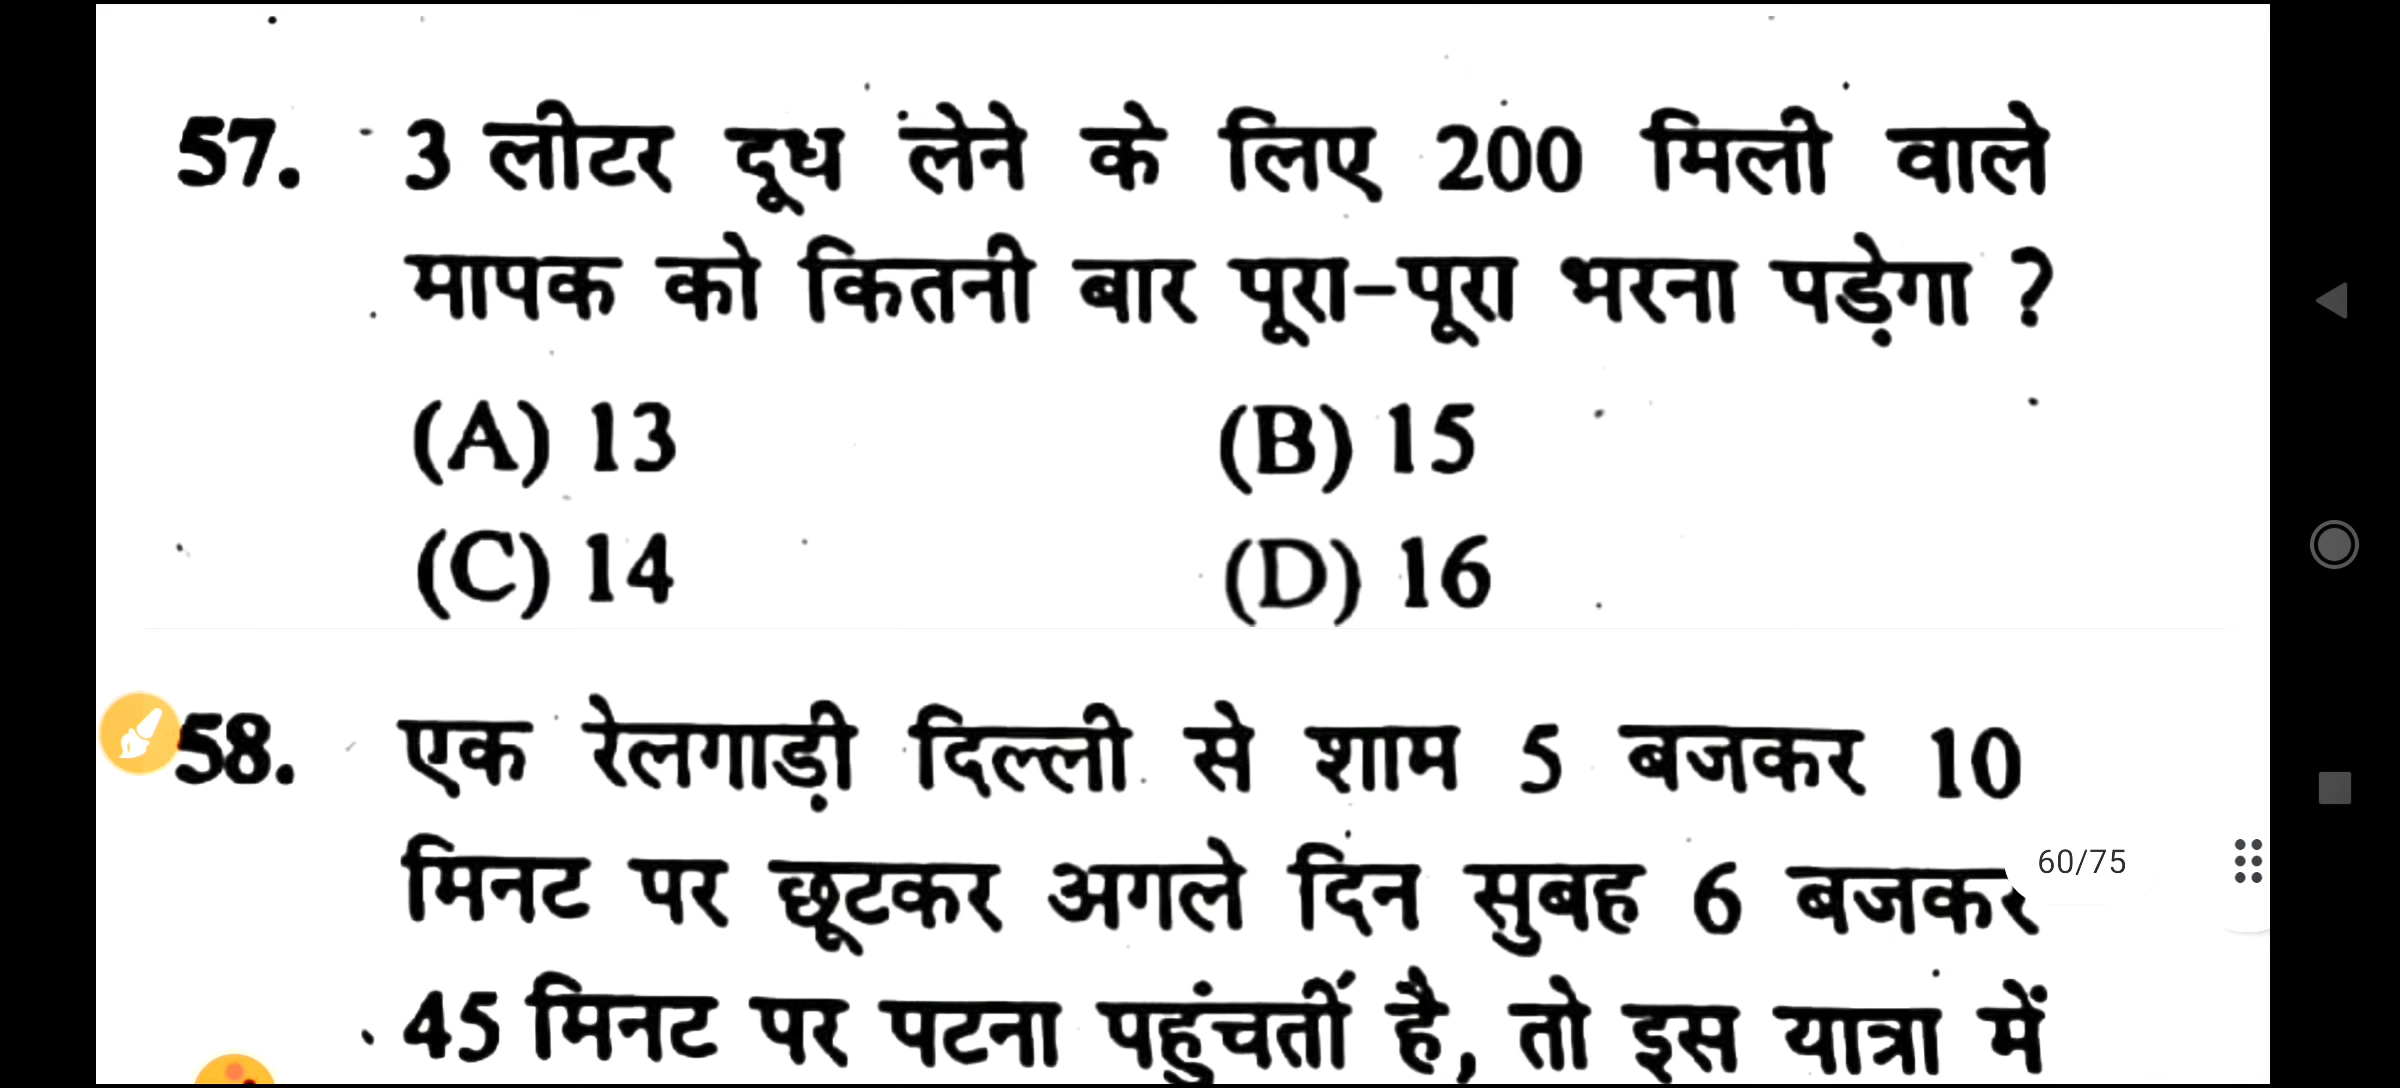 57. 3 लीटर दूध लेने के लिए 200 मिली वाले
मापक को कितनी बार पूरा-पूरा भरना पड़ेगा ?
(A) 13 (B) 15
(C) 14 (D) 16
58. एक रेलगाड़ी दिल्ली से शाम 5 बजकर 10
मिनट पर छूटकर अगले दिन सुबह 6 बजकर
60/75
45 मिनट पर पटना पहुंचतीं है, तो इस यात्रा में